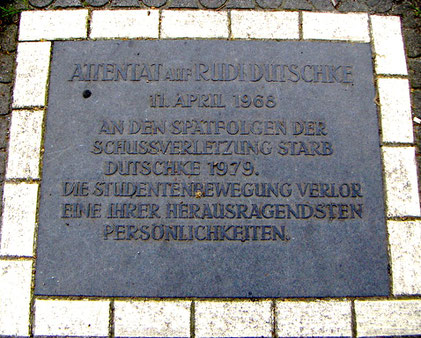 ATTENTAT AUF RUDI DUTSCHKE
11. APRIL 1968
AN DEN SPÄTFOLGEN DER
SCHUSSVERLETZUNG STARB
DUTSCHKE 1979.
DIE STUDENTENBEWEGUNG VERLOR
EINE IHRER HERAUSRAGENDSTEN
PERSÖNLICHKEITEN.